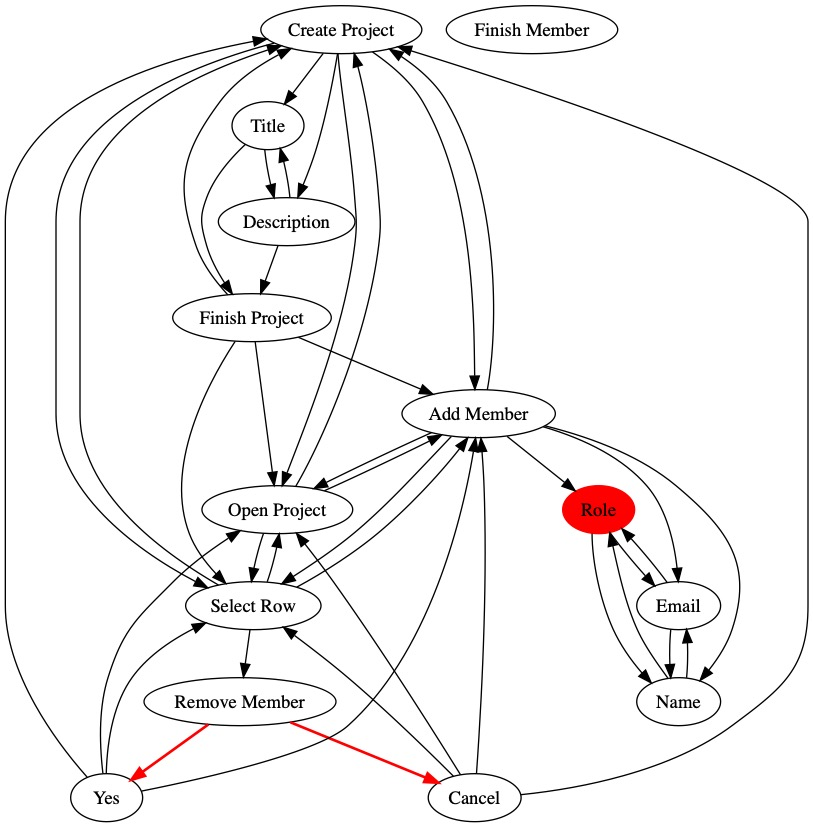 Create Project
Finish Member
Title
Description
Finish Project
Add Member
Open Project
Role
Select Row
Email
Remove Member
Name
Yes
Cancel